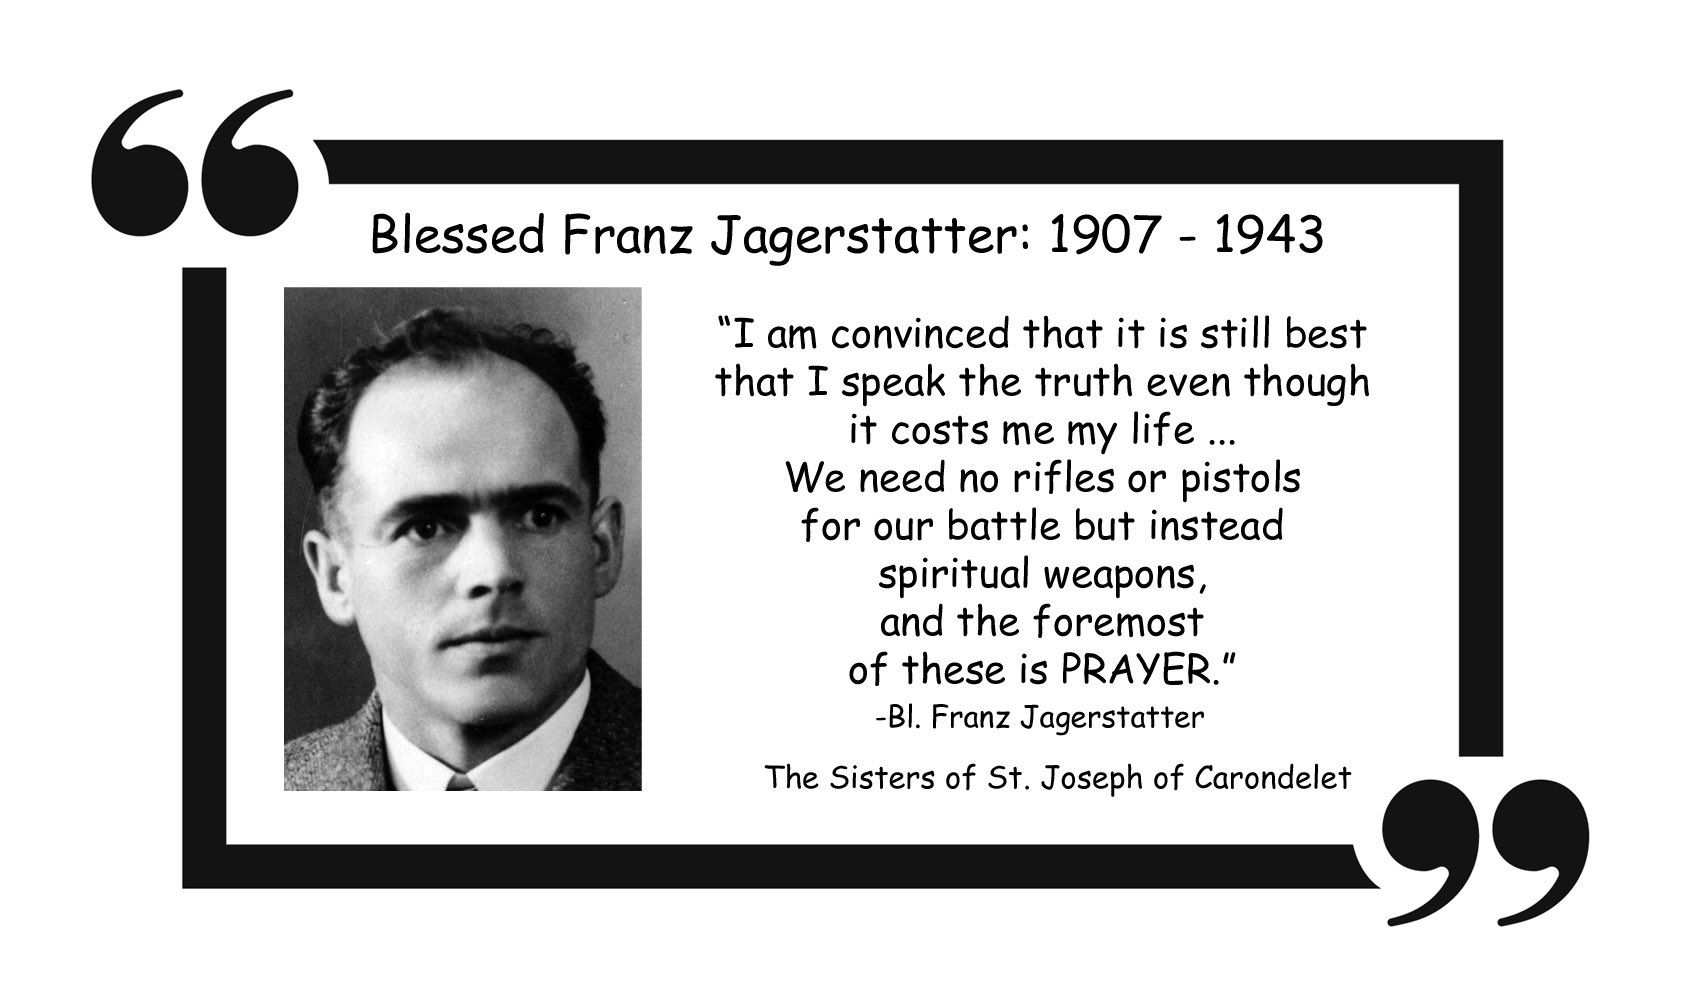 Blessed Franz Jagerstatter: 1907 - 1943
“I am convinced that it is still best
that I speak the truth even though
it costs me my life ...
We need no rifles or pistols
for our battle but instead
spiritual weapons,
and the foremost
of these is PRAYER.”
-Bl. Franz Jagerstatter
The Sisters of St. Joseph of Carondelet